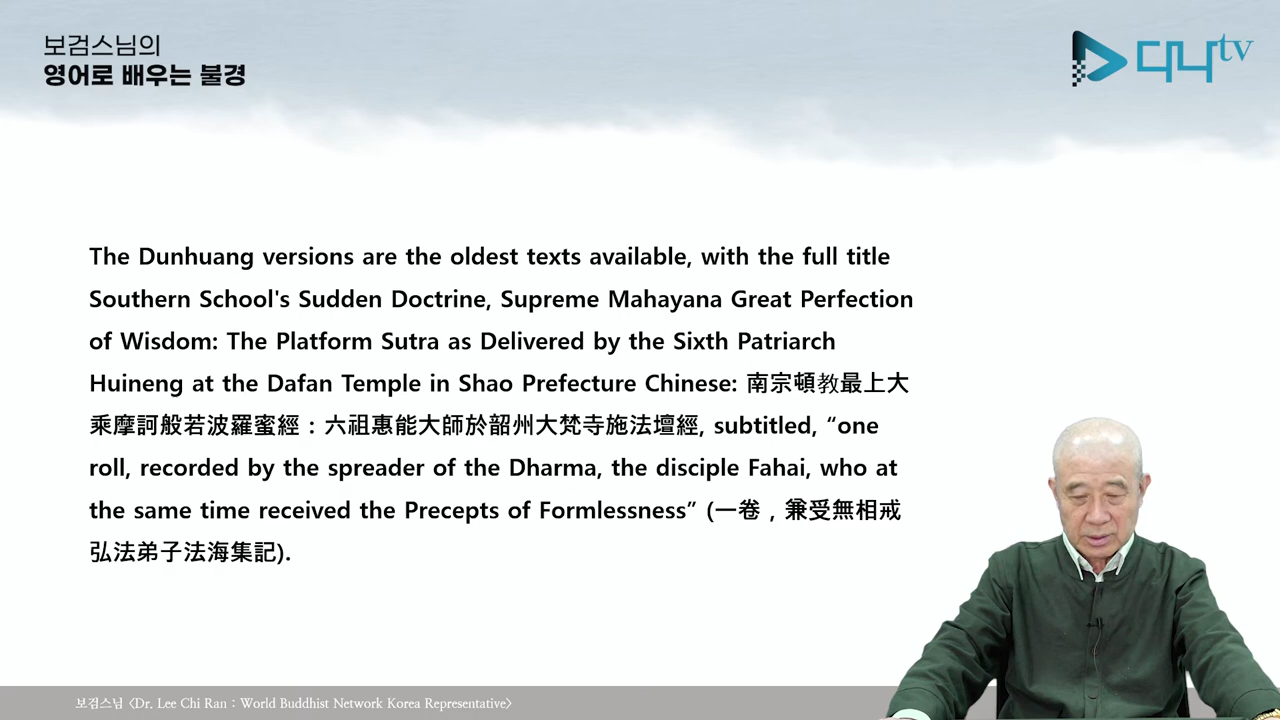 보검스님의
영어로 배우는 불경
다나tv
The Dunhuang versions are the oldest texts available, with the full title
Southern School's Sudden Doctrine, Supreme Mahayana Great Perfection
of Wisdom: The Platform Sutra as Delivered by the Sixth Patriarch
Huineng at the Dafan Temple in Shao Prefecture Chinese: 南宗頓教最上大
乘摩訶般若波羅蜜經：六祖惠能大師於韶州大梵寺施法壇經, subtitled, “one
roll, recorded by the spreader of the Dharma, the disciple Fahai, who at
the same time received the Precepts of Formlessness” (一卷，兼受無相戒
弘法弟子法海集記).
보검스님 〈Dr. Lee Chi Ran : World Buddhist Network Korea Representative〉